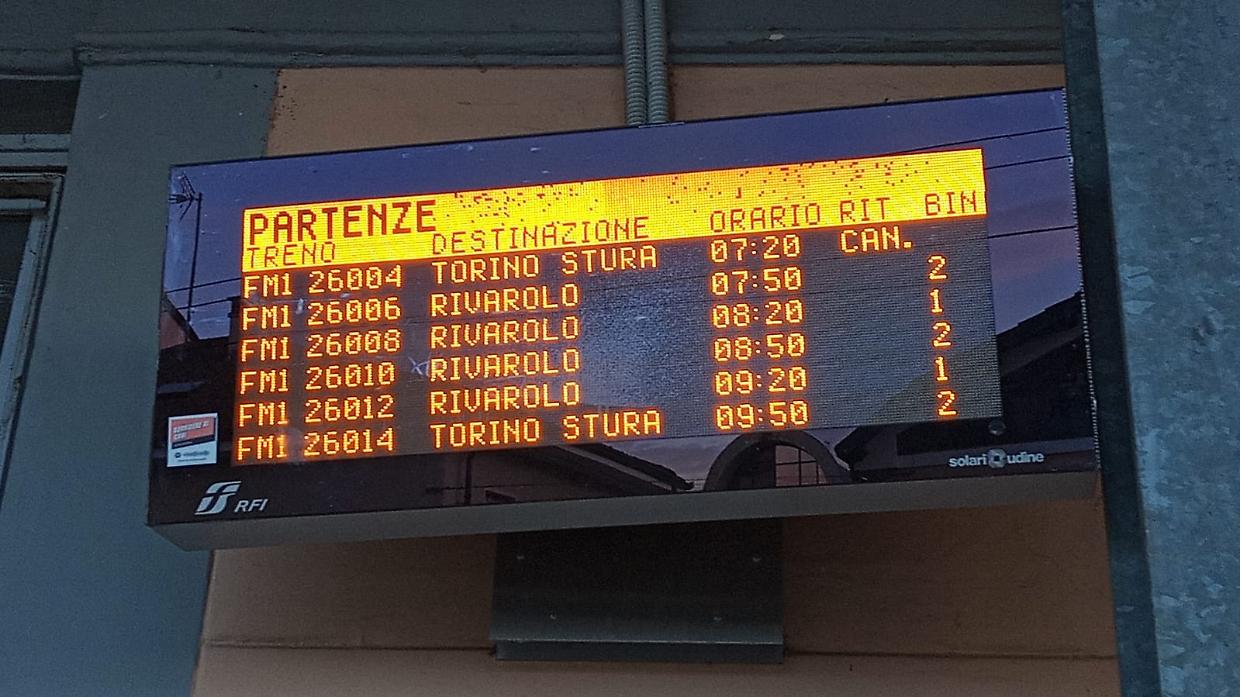 PARTENZE
TRENO DESTINAZIONE ORARIO RIT BIN
FM1 26004 TORINO STURA 07:20 CAN.
FM1 26006 RIVAROLO 07:50 2
FM1 26008 RIVAROLO 08:20 1
FM1 26010 RIVAROLO 08:50 2
FM1 26012 RIVAROLO 09:20 1
FM1 26014 TORINO STURA 09:50 2
solari udine
RFI